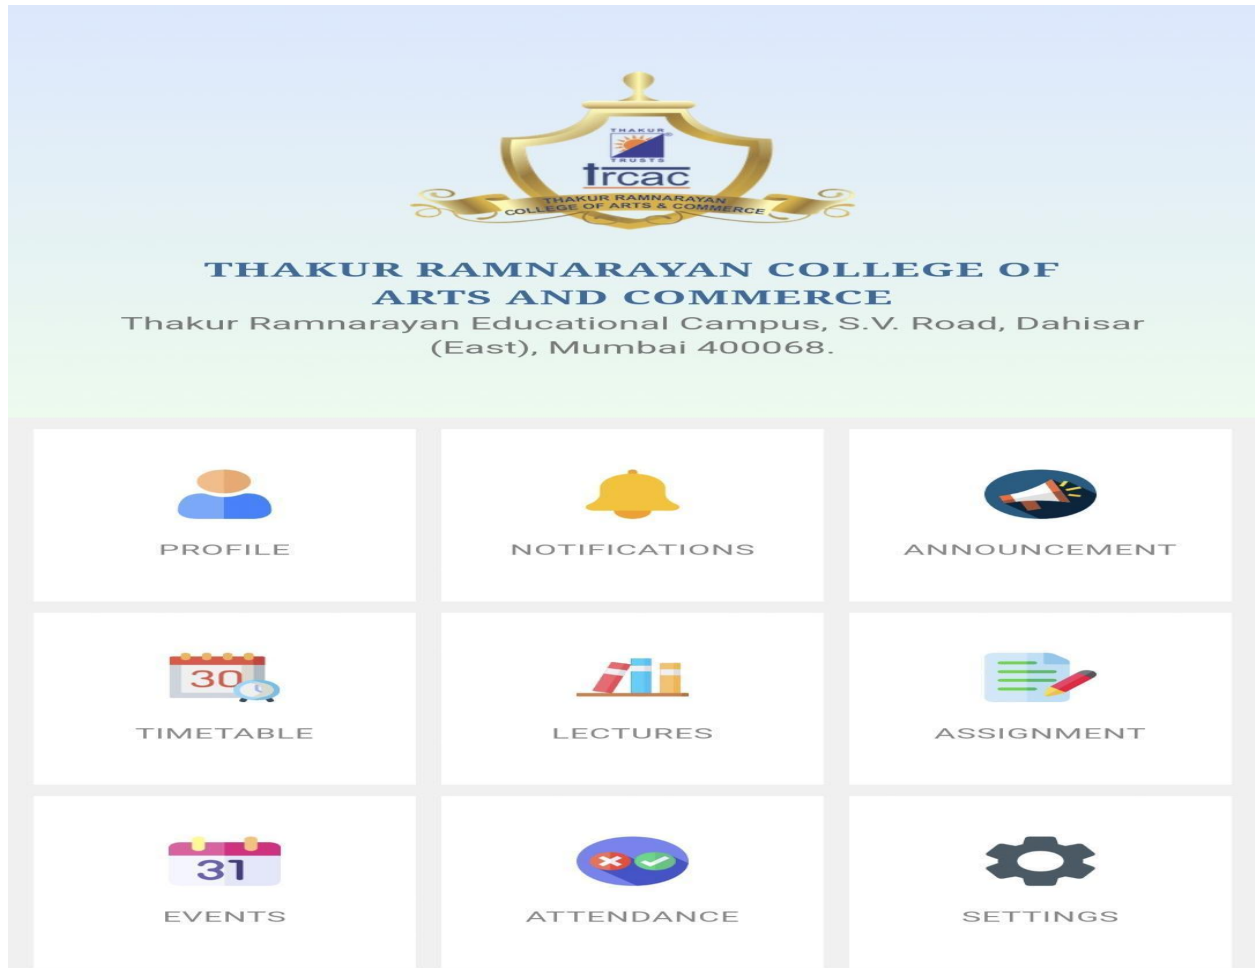 THAKUR
TRUSTS
trcac
THAKUR RAMNARAYAN
COLLEGE OF ARTS & COMMERCE
THAKUR RAMNARAYAN COLLEGE OF
ARTS AND COMMERCE
Thakur Ramnarayan Educational Campus, S.V. Road, Dahisar
(East), Mumbai 400068.
PROFILE
NOTIFICATIONS
ANNOUNCEMENT
30
TIMETABLE
LECTURES
ASSIGNMENT
31
EVENTS
ATTENDANCE
SETTINGS